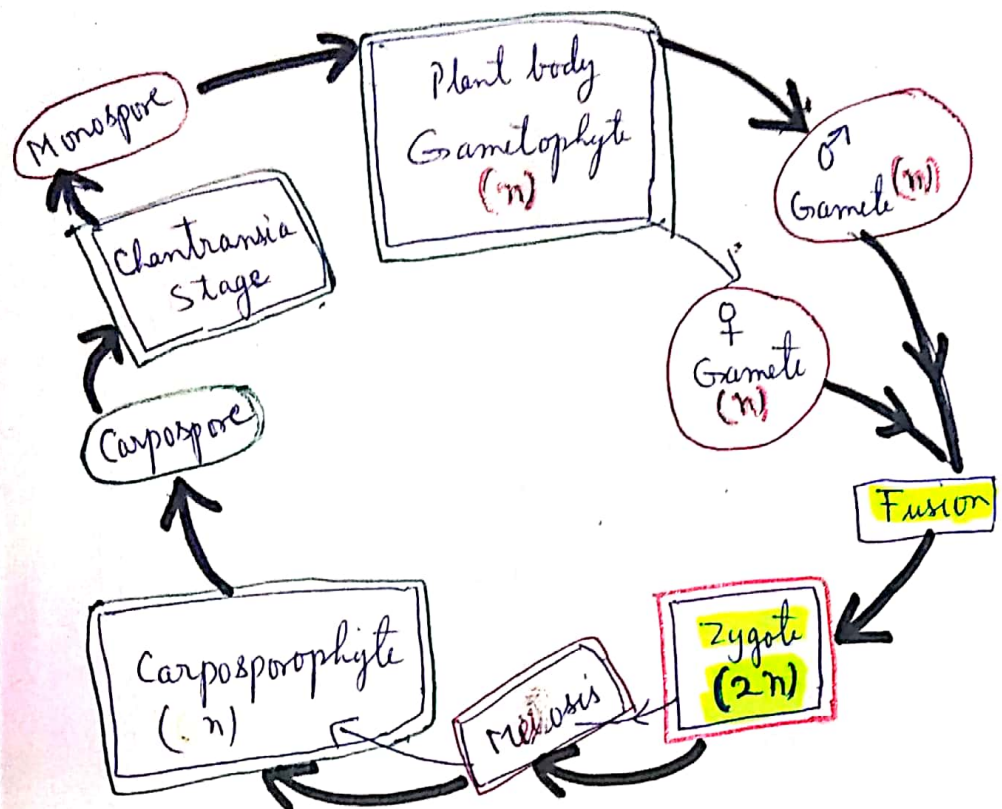 Plant body
Gametophyte
(n)
♂
Gamete (n)
♀
Gamete
(n)
Fusion
Zygote
(2n)
Meiosis
Carposporophyte
(n)
Carpospore
Chantransia
Stage
Monospore